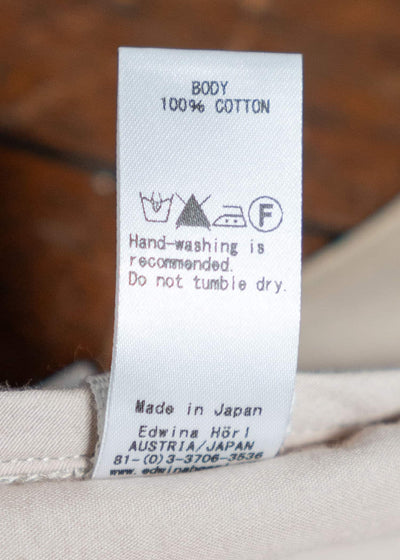 BODY
100% COTTON
F
Hand-washing is
recommended.
Do not tumble dry.
Made in Japan
Edwina Hörl
AUSTRIA/JAPAN
81-(0)3-3706-3536